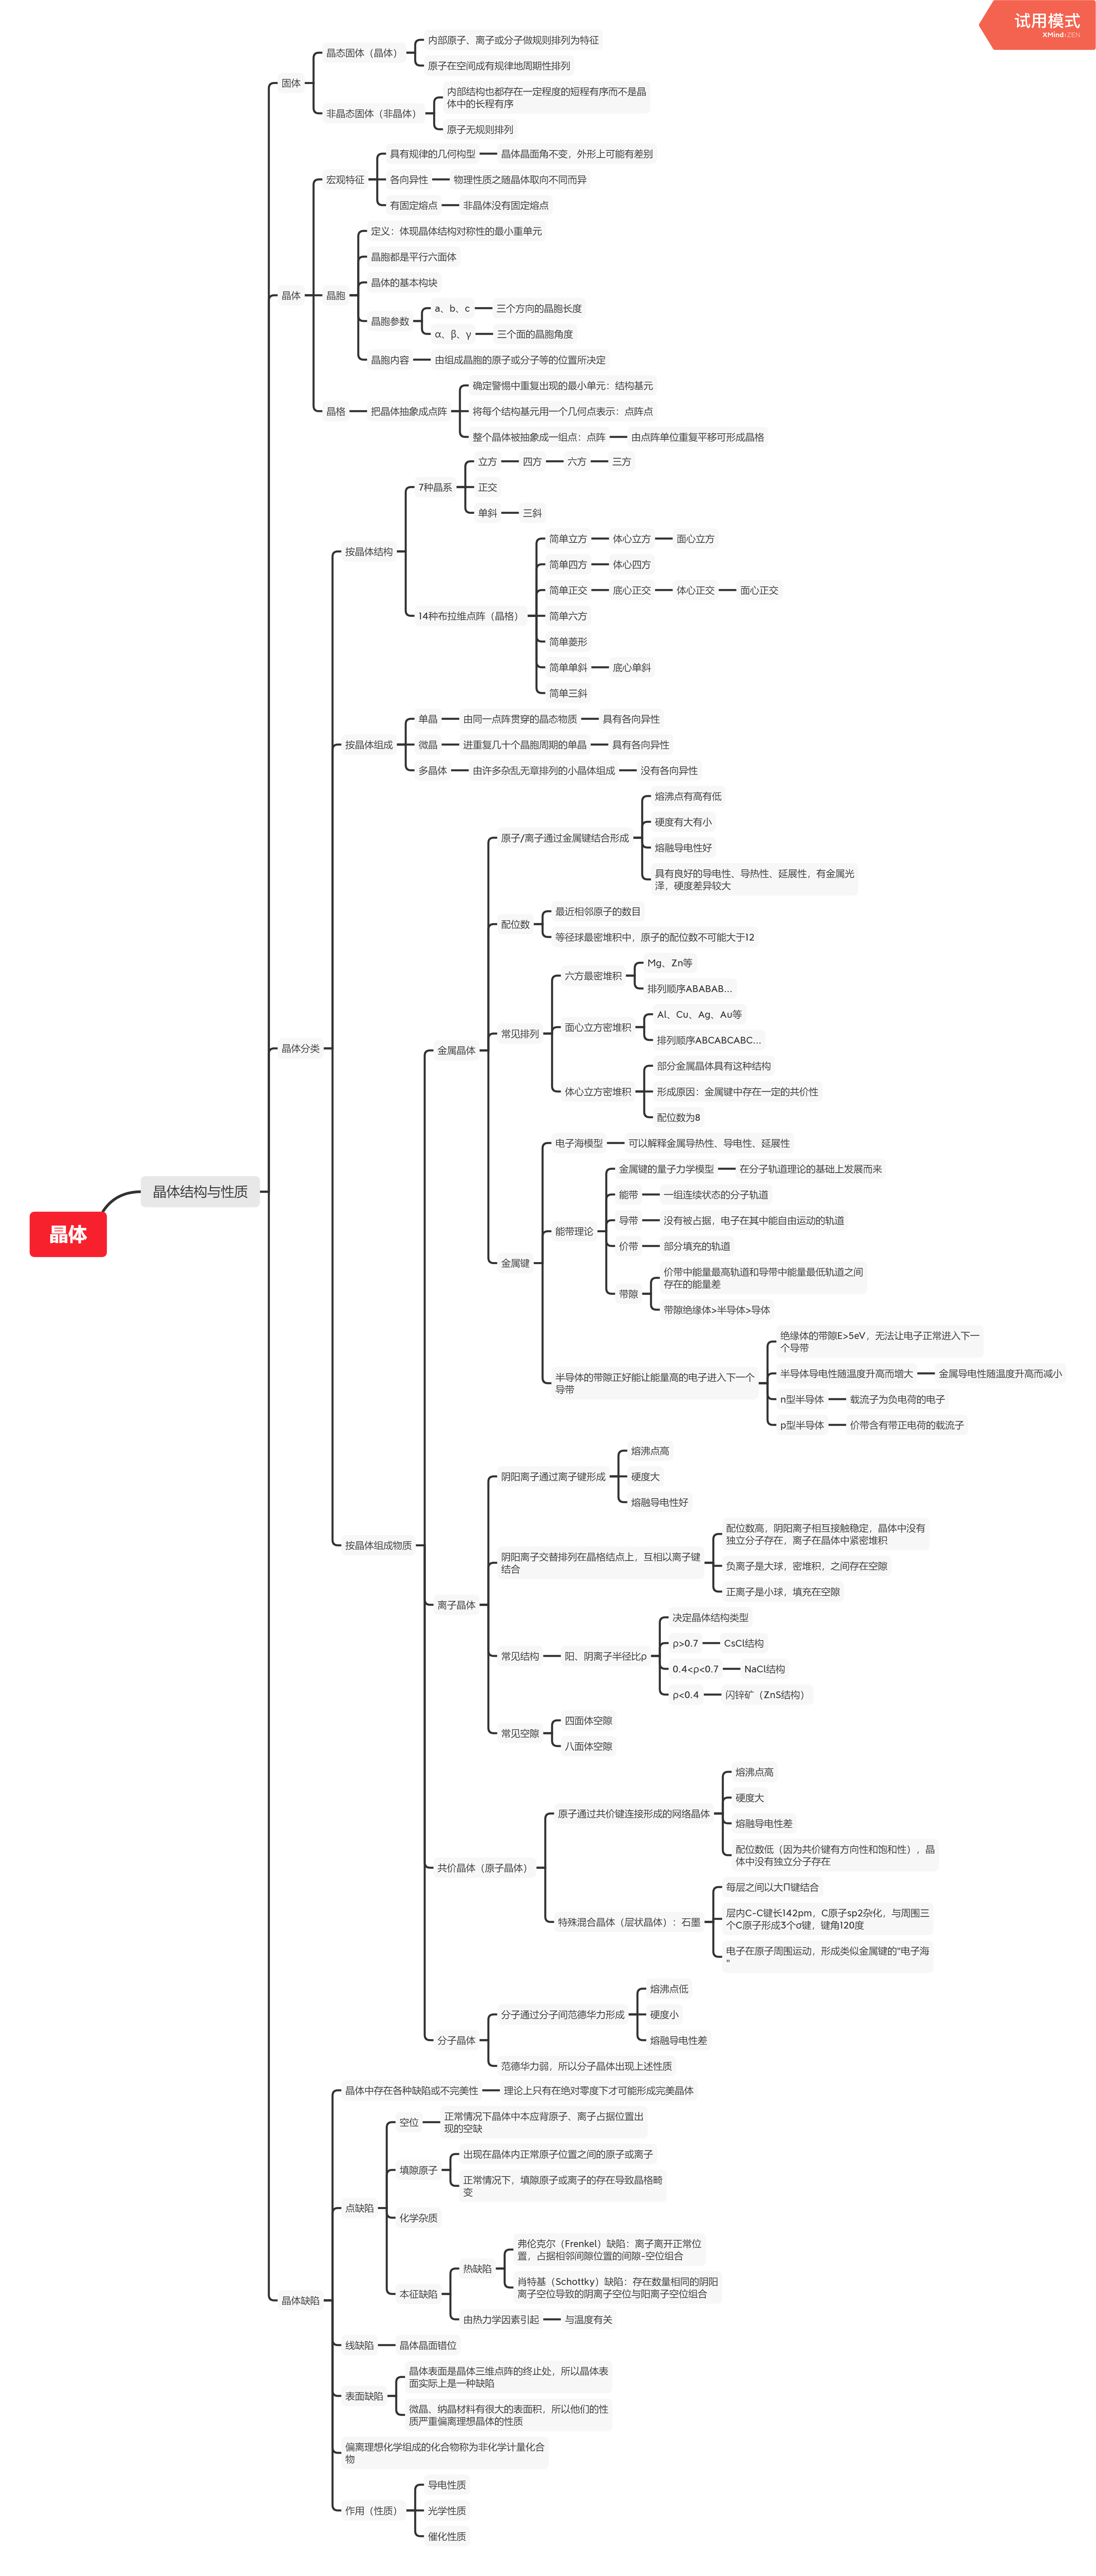 试用模式
XMind:ZEN
晶体
晶体结构与性质
固体
晶态固体（晶体）
内部原子、离子或分子做规则排列为特征
原子在空间成有规律地周期性排列
非晶态固体（非晶体）
内部结构也都存在一定程度的短程有序而不是晶
体中的长程有序
原子无规则排列
晶体
宏观特征
具有规律的几何构型
晶体晶面角不变，外形上可能有差别
各向异性
物理性质之随晶体取向不同而异
有固定熔点
非晶体没有固定熔点
晶胞
定义：体现晶体结构对称性的最小重单元
晶胞都是平行六面体
晶体的基本构块
晶胞参数
a、b、c
三个方向的晶胞长度
α、β、γ
三个面的晶胞角度
晶胞内容
由组成晶胞的原子或分子等的位置所决定
晶格
把晶体抽象成点阵
确定警惕中重复出现的最小单元：结构基元
将每个结构基元用一个几何点表示：点阵点
整个晶体被抽象成一组点：点阵
由点阵单位重复平移可形成晶格
晶体分类
按晶体结构
7种晶系
立方
四方
六方
三方
正交
单斜
三斜
14种布拉维点阵（晶格）
简单立方
体心立方
面心立方
简单四方
体心四方
简单正交
底心正交
体心正交
面心正交
简单六方
简单菱形
简单单斜
底心单斜
简单三斜
按晶体组成
单晶
由同一点阵贯穿的晶态物质
具有各向异性
微晶
进重复几十个晶胞周期的单晶
具有各向异性
多晶体
由许多杂乱无章排列的小晶体组成
没有各向异性
按晶体组成物质
金属晶体
原子/离子通过金属键结合形成
熔沸点有高有低
硬度有大有小
熔融导电性好
具有良好的导电性、导热性、延展性，有金属光
泽，硬度差异较大
配位数
最近相邻原子的数目
等径球最密堆积中，原子的配位数不可能大于12
常见排列
六方最密堆积
Mg、Zn等
排列顺序ABABAB...
面心立方密堆积
Al、Cu、Ag、Au等
排列顺序ABCABCABC...
体心立方密堆积
部分金属晶体具有这种结构
形成原因：金属键中存在一定的共价性
配位数为8
金属键
电子海模型
可以解释金属导热性、导电性、延展性
能带理论
金属键的量子力学模型
在分子轨道理论的基础上发展而来
能带
一组连续状态的分子轨道
导带
没有被占据，电子在其中能自由运动的轨道
价带
部分填充的轨道
带隙
价带中能量最高轨道和导带中能量最低轨道之间
存在的能量差
带隙绝缘体>半导体>导体
半导体的带隙正好能让能量高的电子进入下一个
导带
绝缘体的带隙E>5eV，无法让电子正常进入下一
个导带
半导体导电性随温度升高而增大
金属导电性随温度升高而减小
n型半导体
载流子为负电荷的电子
p型半导体
价带含有带正电荷的载流子
离子晶体
阴阳离子通过离子键形成
熔沸点高
硬度大
熔融导电性好
阴阳离子交替排列在晶格结点上，互相以离子键
结合
配位数高，阴阳离子相互接触稳定，晶体中没有
独立分子存在，离子在晶体中紧密堆积
负离子是大球，密堆积，之间存在空隙
正离子是小球，填充在空隙
常见结构
阳、阴离子半径比ρ
决定晶体结构类型
ρ>0.7
CsCl结构
0.4<ρ<0.7
NaCl结构
ρ<0.4
闪锌矿（ZnS结构）
常见空隙
四面体空隙
八面体空隙
共价晶体（原子晶体）
原子通过共价键连接形成的网络晶体
熔沸点高
硬度大
熔融导电性差
配位数低（因为共价键有方向性和饱和性），晶
体中没有独立分子存在
特殊混合晶体（层状晶体）：石墨
每层之间以大Π键结合
层内C-C键长142pm，C原子sp2杂化，与周围三
个C原子形成3个σ键，键角120度
电子在原子周围运动，形成类似金属键的"电子海
"
分子晶体
分子通过分子间范德华力形成
熔沸点低
硬度小
熔融导电性差
范德华力弱，所以分子晶体出现上述性质
晶体缺陷
晶体中存在各种缺陷或不完美性
理论上只有在绝对零度下才可能形成完美晶体
点缺陷
空位
正常情况下晶体中本应背原子、离子占据位置出
现的空缺
填隙原子
出现在晶体内正常原子位置之间的原子或离子
正常情况下，填隙原子或离子的存在导致晶格畸
变
化学杂质
本征缺陷
热缺陷
弗伦克尔（Frenkel）缺陷：离子离开正常位
置，占据相邻间隙位置的间隙-空位组合
肖特基（Schottky）缺陷：存在数量相同的阴阳
离子空位导致的阴离子空位与阳离子空位组合
由热力学因素引起
与温度有关
线缺陷
晶体晶面错位
表面缺陷
晶体表面是晶体三维点阵的终止处，所以晶体表
面实际上是一种缺陷
微晶、纳晶材料有很大的表面积，所以他们的性
质严重偏离理想晶体的性质
偏离理想化学组成的化合物称为非化学计量化合
物
作用（性质）
导电性质
光学性质
催化性质